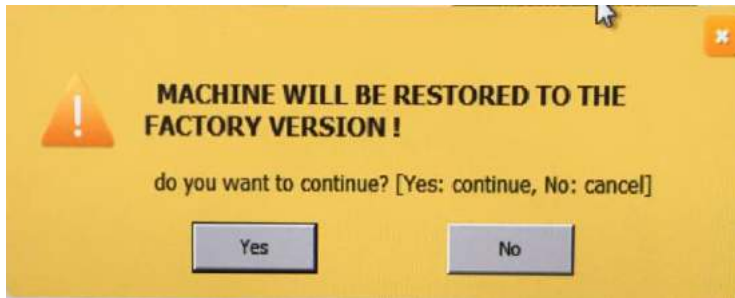 MACHINE WILL BE RESTORED TO THE
FACTORY VERSION !
do you want to continue? [Yes: continue, No: cancel]
Yes
No